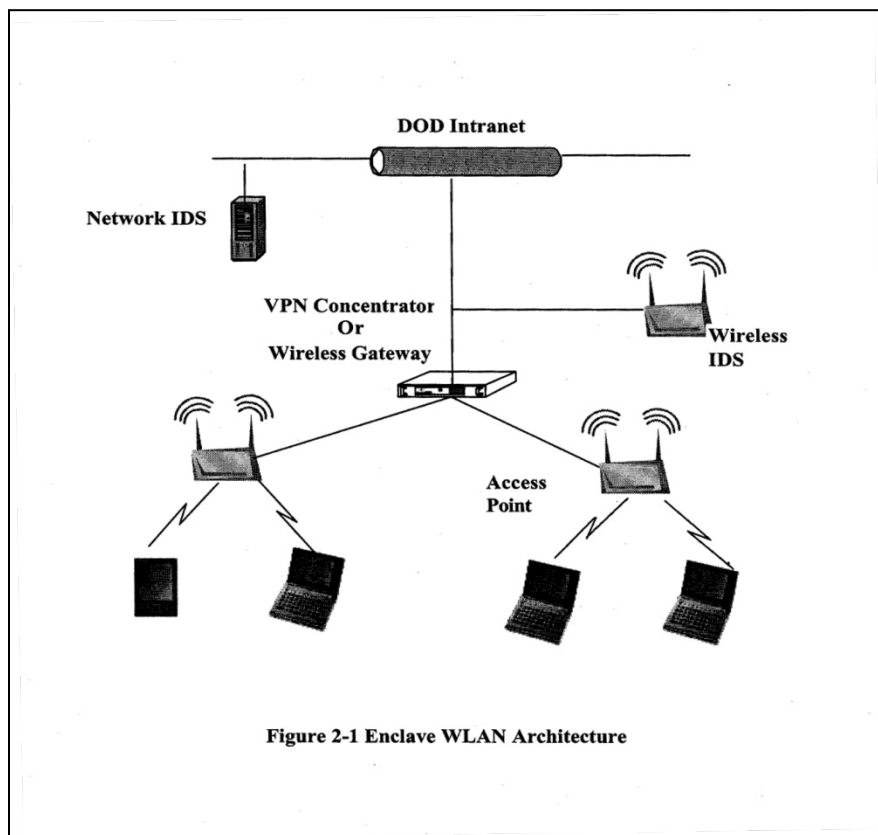 DOD Intranet
Network IDS
VPN Concentrator
Or
Wireless Gateway
Wireless
IDS
Access
Point
Figure 2-1 Enclave WLAN Architecture